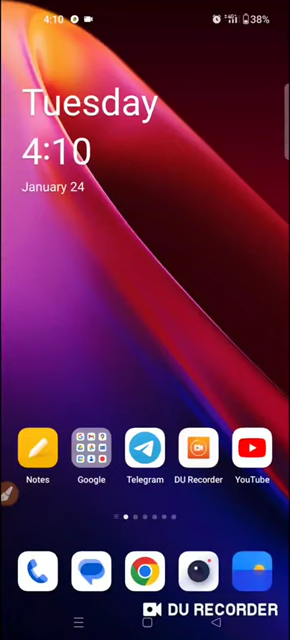 4:10
38%
Tuesday
4:10
January 24
Notes
Google
Telegram
DU Recorder
YouTube
DU RECORDER